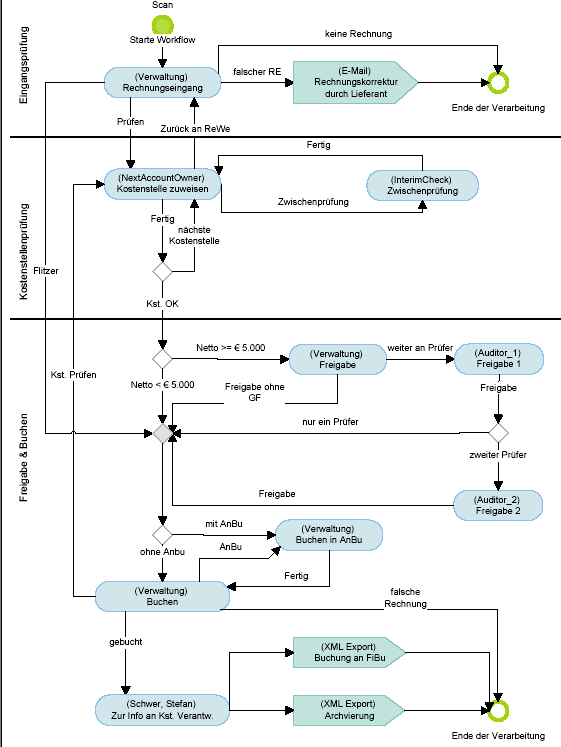 Scan
Starte Workflow
keine Rechnung
Eingangsprüfung
(Verwaltung)
Rechnungseingang
falscher RE
(E-Mail)
Rechnungskorrektur
durch Lieferant
Ende der Verarbeitung
Prüfen
Zurück an ReWe
Fertig
Kostenstellenprüfung
(NextAccountOwner)
Kostenstelle zuweisen
(InterimCheck)
Zwischenprüfung
Zwischenprüfung
Fertig
nächste
Kostenstelle
Flitzer
Kst. OK
Freigabe & Buchen
Netto >= € 5.000
(Verwaltung)
Freigabe
weiter an Prüfer
(Auditor_1)
Freigabe 1
Kst. Prüfen
Netto < € 5.000
Freigabe ohne
GF
Freigabe
nur ein Prüfer
zweiter Prüfer
Freigabe
(Auditor_2)
Freigabe 2
mit AnBu
(Verwaltung)
Buchen in AnBu
ohne Anbu
AnBu
Fertig
(Verwaltung)
Buchen
falsche
Rechnung
gebucht
(XML Export)
Buchung an FiBu
(Schwer, Stefan)
Zur Info an Kst. Verantw.
(XML Export)
Archvierung
Ende der Verarbeitung